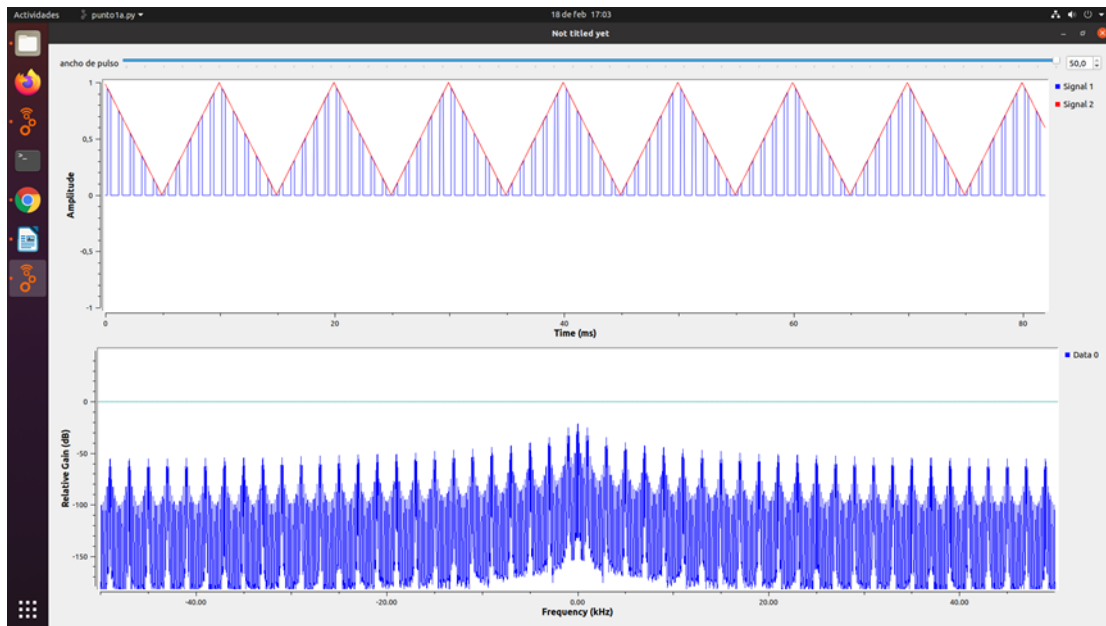 Actividades punto1a.py 18 de feb 17:03
Not titled yet
ancho de pulso 50,0
1
0,5
0
-0,5
-1
Amplitude
Signal 1
Signal 2
0 20 40 60 80
Time (ms)
0
-50
-100
-150
Relative Gain (dB)
Data 0
-40.00 -20.00 0.00 20.00 40.00
Frequency (kHz)